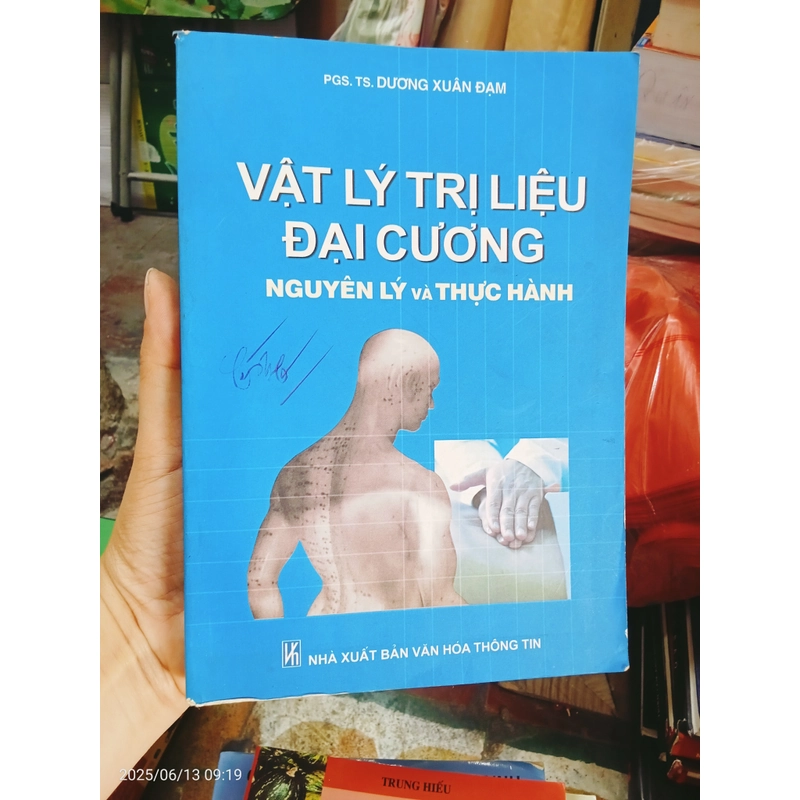 PGS. TS. DƯƠNG XUÂN ĐẠM
VẬT LÝ TRỊ LIỆU
ĐẠI CƯƠNG
NGUYÊN LÝ VÀ THỰC HÀNH
NHÀ XUẤT BẢN VĂN HÓA THÔNG TIN
2025/06/13 09:19
TRUNG HIẾU